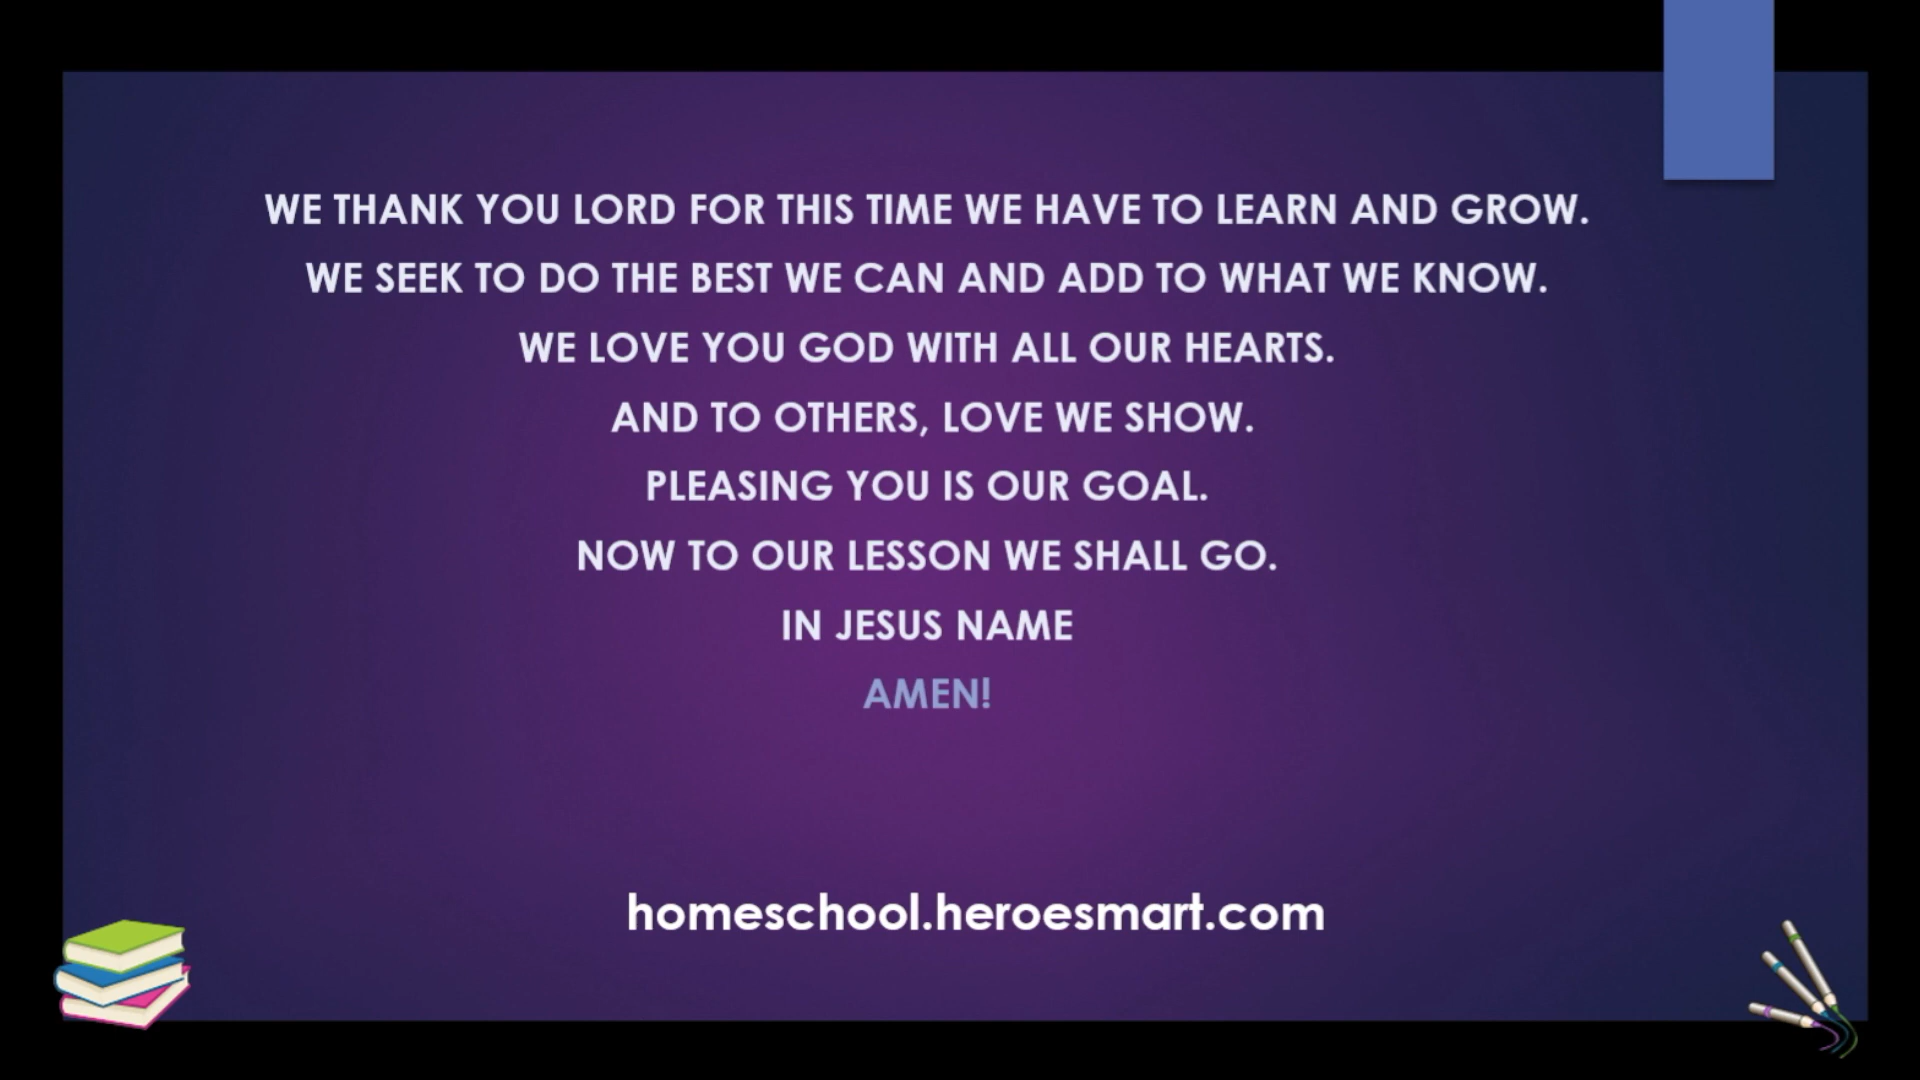 WE THANK YOU LORD FOR THIS TIME WE HAVE TO LEARN AND GROW.
WE SEEK TO DO THE BEST WE CAN AND ADD TO WHAT WE KNOW.
WE LOVE YOU GOD WITH ALL OUR HEARTS.
AND TO OTHERS, LOVE WE SHOW.
PLEASING YOU IS OUR GOAL.
NOW TO OUR LESSON WE SHALL GO.
IN JESUS NAME
AMEN!
homeschool.heroesmart.com